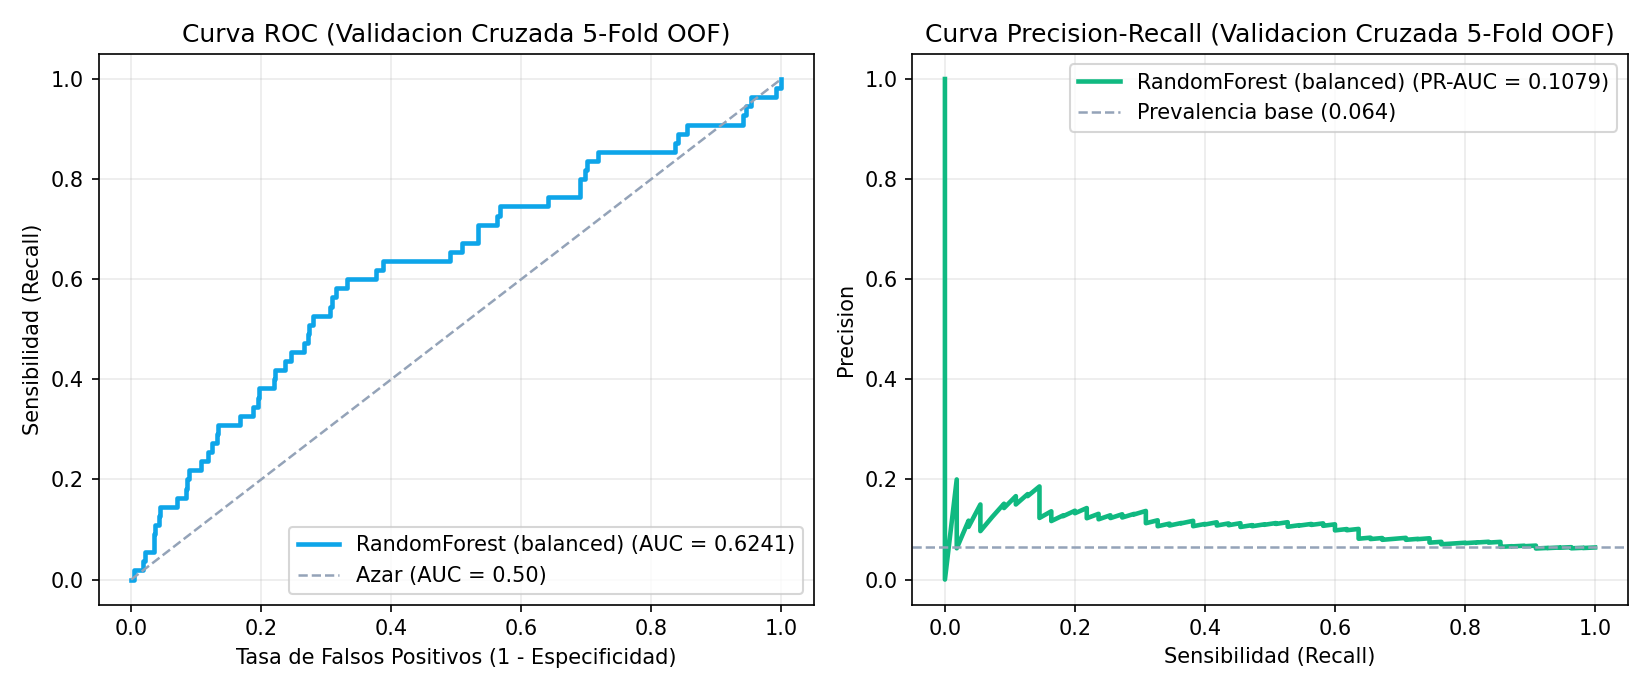 Curva ROC (Validacion Cruzada 5-Fold OOF)
1.0
0.8
0.6
0.4
0.2
0.0
Sensibilidad (Recall)
RandomForest (balanced) (AUC = 0.6241)
Azar (AUC = 0.50)
0.0 0.2 0.4 0.6 0.8 1.0
Tasa de Falsos Positivos (1 - Especificidad)
Curva Precision-Recall (Validacion Cruzada 5-Fold OOF)
RandomForest (balanced) (PR-AUC = 0.1079)
Prevalencia base (0.064)
1.0
0.8
0.6
0.4
0.2
0.0
Precision
0.0 0.2 0.4 0.6 0.8 1.0
Sensibilidad (Recall)